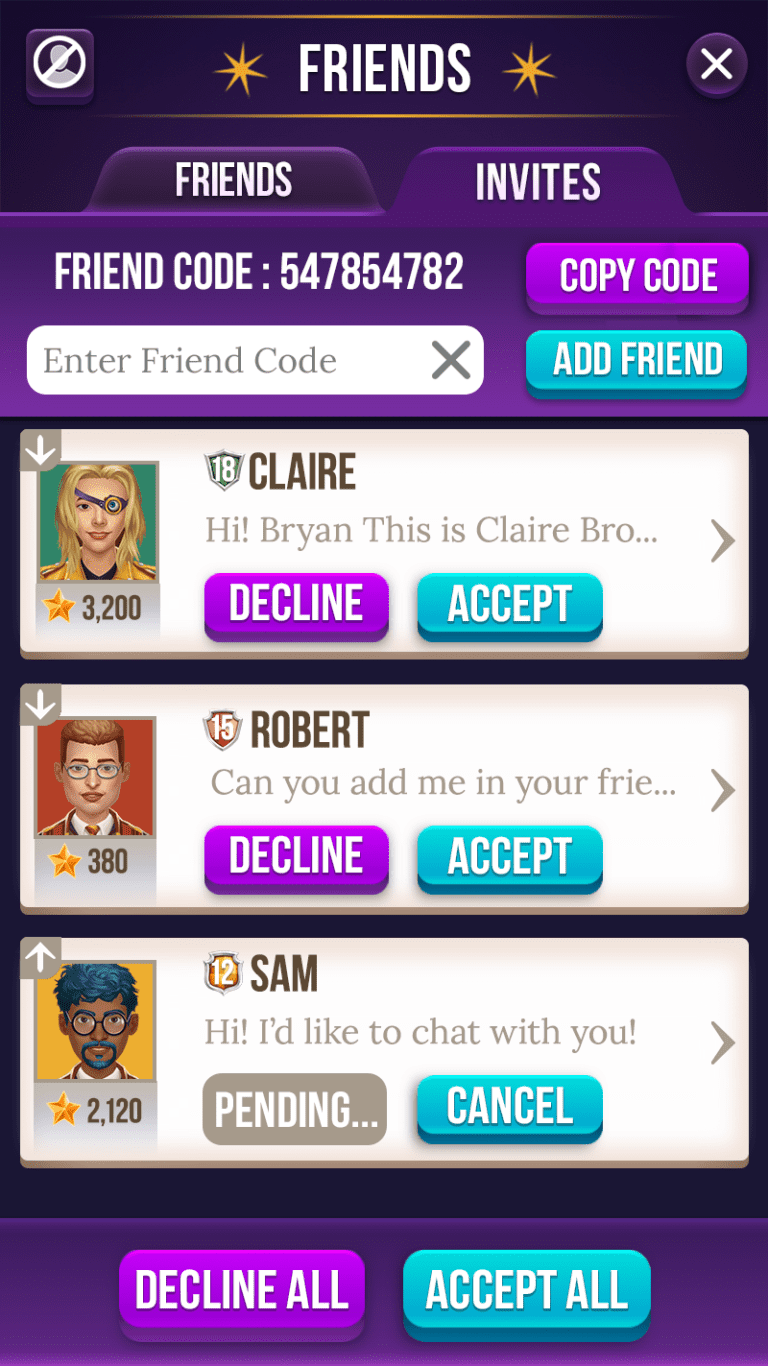 FRIENDS
FRIENDS
INVITES
FRIEND CODE : 547854782
COPY CODE
Enter Friend Code
ADD FRIEND
18 CLAIRE
Hi! Bryan This is Claire Bro...
3,200
DECLINE
ACCEPT
15 ROBERT
Can you add me in your frie...
380
DECLINE
ACCEPT
12 SAM
Hi! I'd like to chat with you!
2,120
PENDING...
CANCEL
DECLINE ALL
ACCEPT ALL